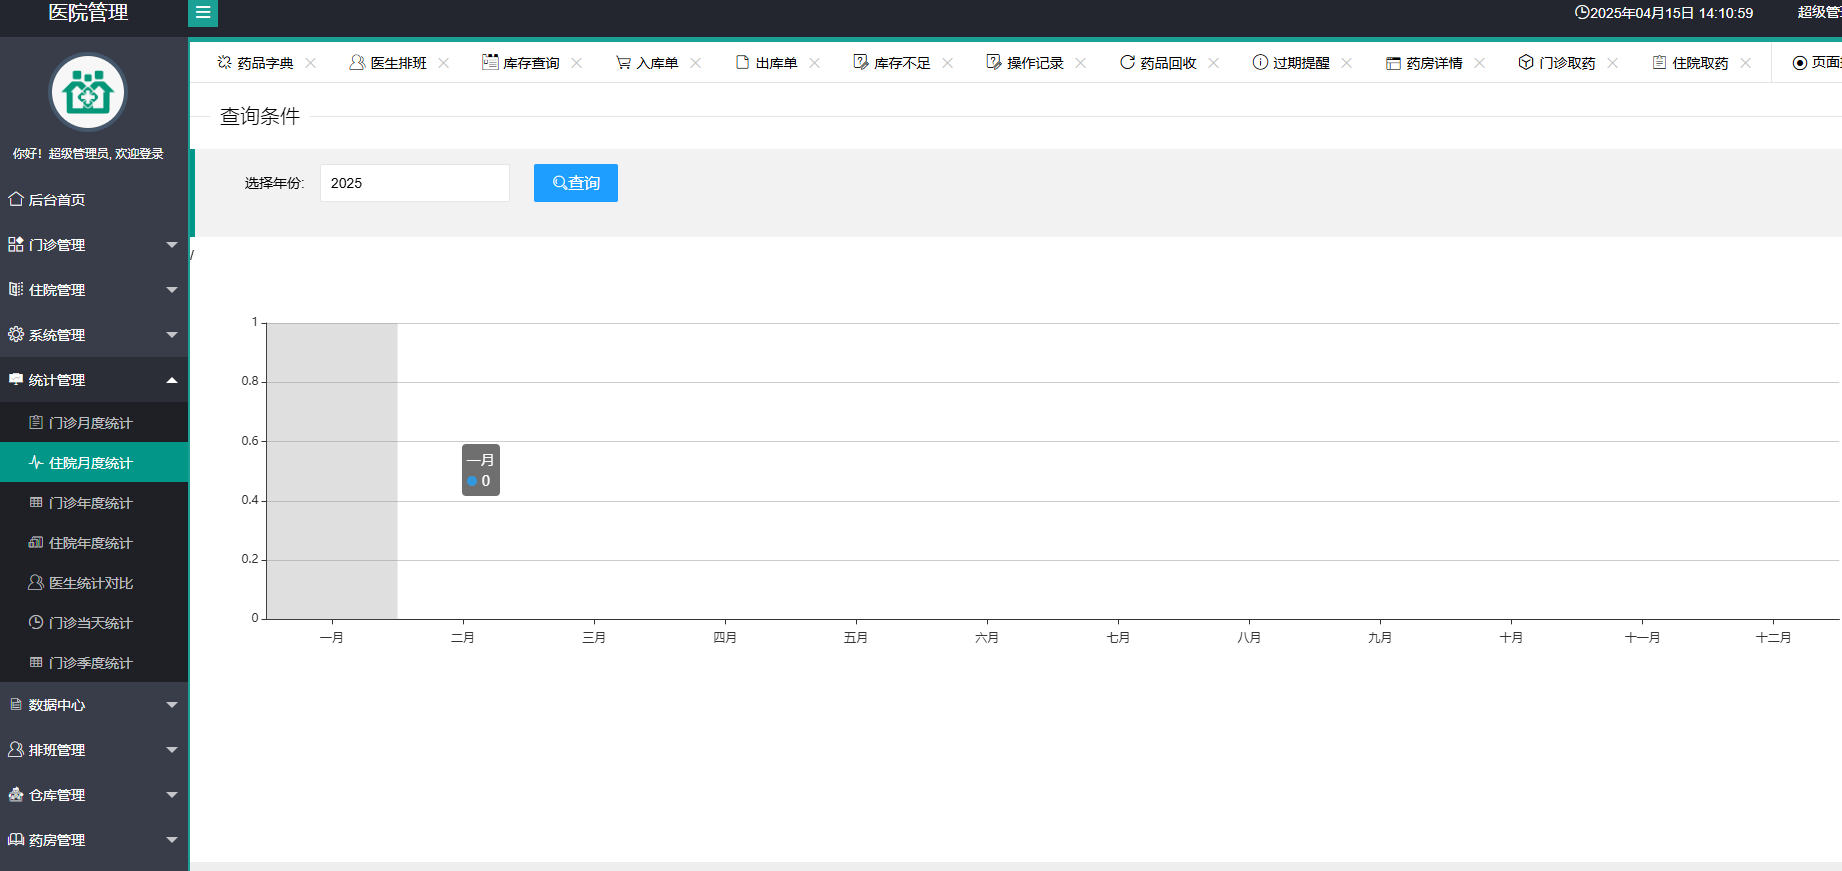 医院管理
2025年04月15日 14:10:59
超级管
药品字典
医生排班
库存查询
入库单
出库单
库存不足
操作记录
药品回收
过期提醒
药房详情
门诊取药
住院取药
页面
你好！超级管理员, 欢迎登录
后台首页
门诊管理
住院管理
系统管理
统计管理
门诊月度统计
住院月度统计
门诊年度统计
住院年度统计
医生统计对比
门诊当天统计
门诊季度统计
数据中心
排班管理
仓库管理
药房管理
查询条件
选择年份:
2025
查询
/
1
0.8
0.6
0.4
0.2
0
一月
0
一月
二月
三月
四月
五月
六月
七月
八月
九月
十月
十一月
十二月